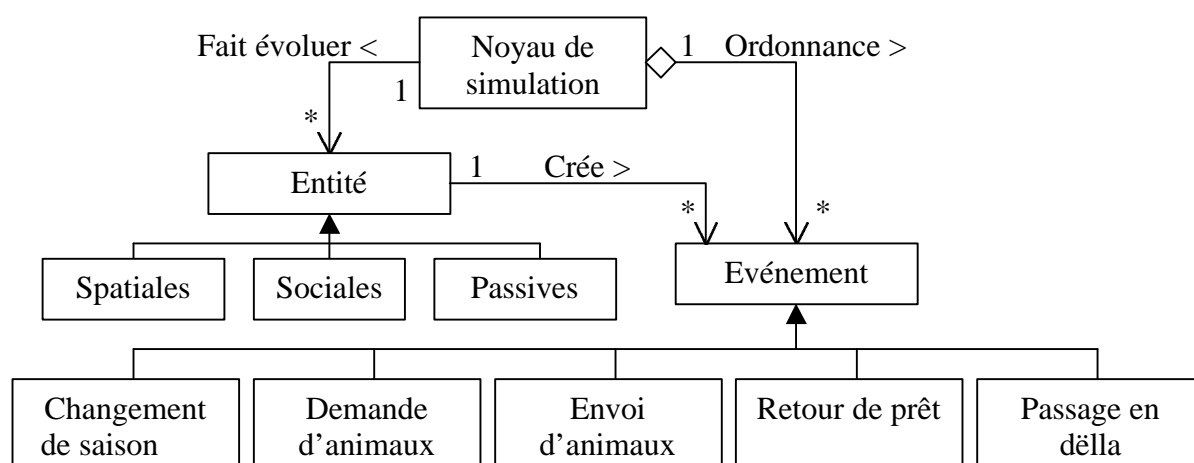 Fait évoluer <
Noyau de
simulation
1
Ordonnance >
1
*
Entité
1
Crée >
*
*
Spatiales
Sociales
Passives
Evénement
Changement
de saison
Demande
d’animaux
Envoi
d’animaux
Retour de prêt
Passage en
dëlla